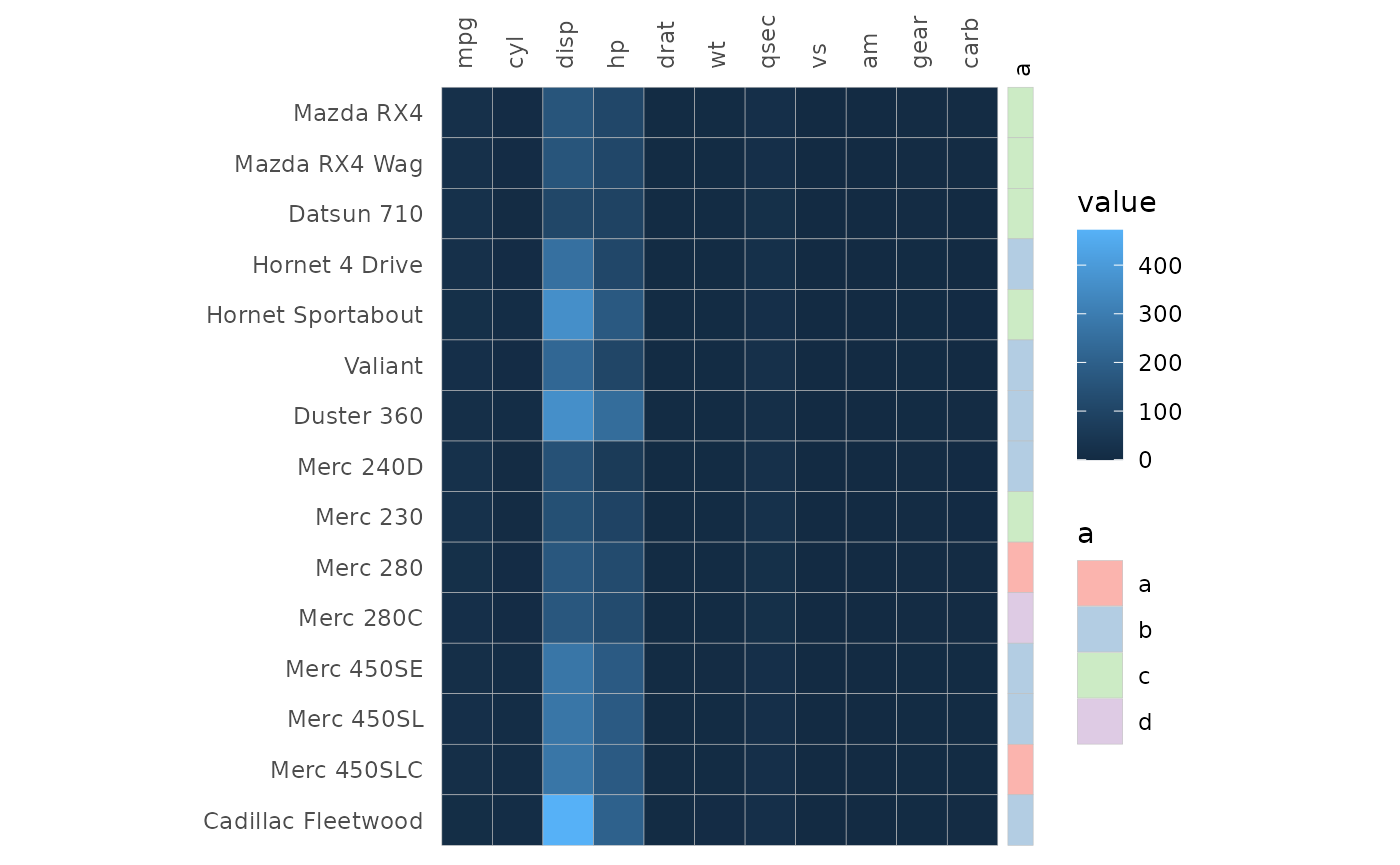 mpg cyl disp hp drat wt qsec vs am gear carb a
Mazda RX4
Mazda RX4 Wag
Datsun 710
Hornet 4 Drive
Hornet Sportabout
Valiant
Duster 360
Merc 240D
Merc 230
Merc 280
Merc 280C
Merc 450SE
Merc 450SL
Merc 450SLC
Cadillac Fleetwood
value
400
300
200
100
0
a
a
b
c
d